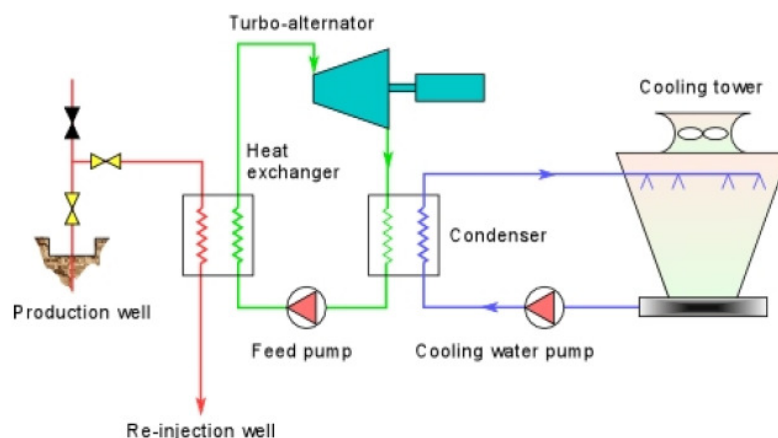 Turbo-alternator
Cooling tower
Heat
exchanger
Condenser
Production well
Feed pump
Cooling water pump
Re-injection well